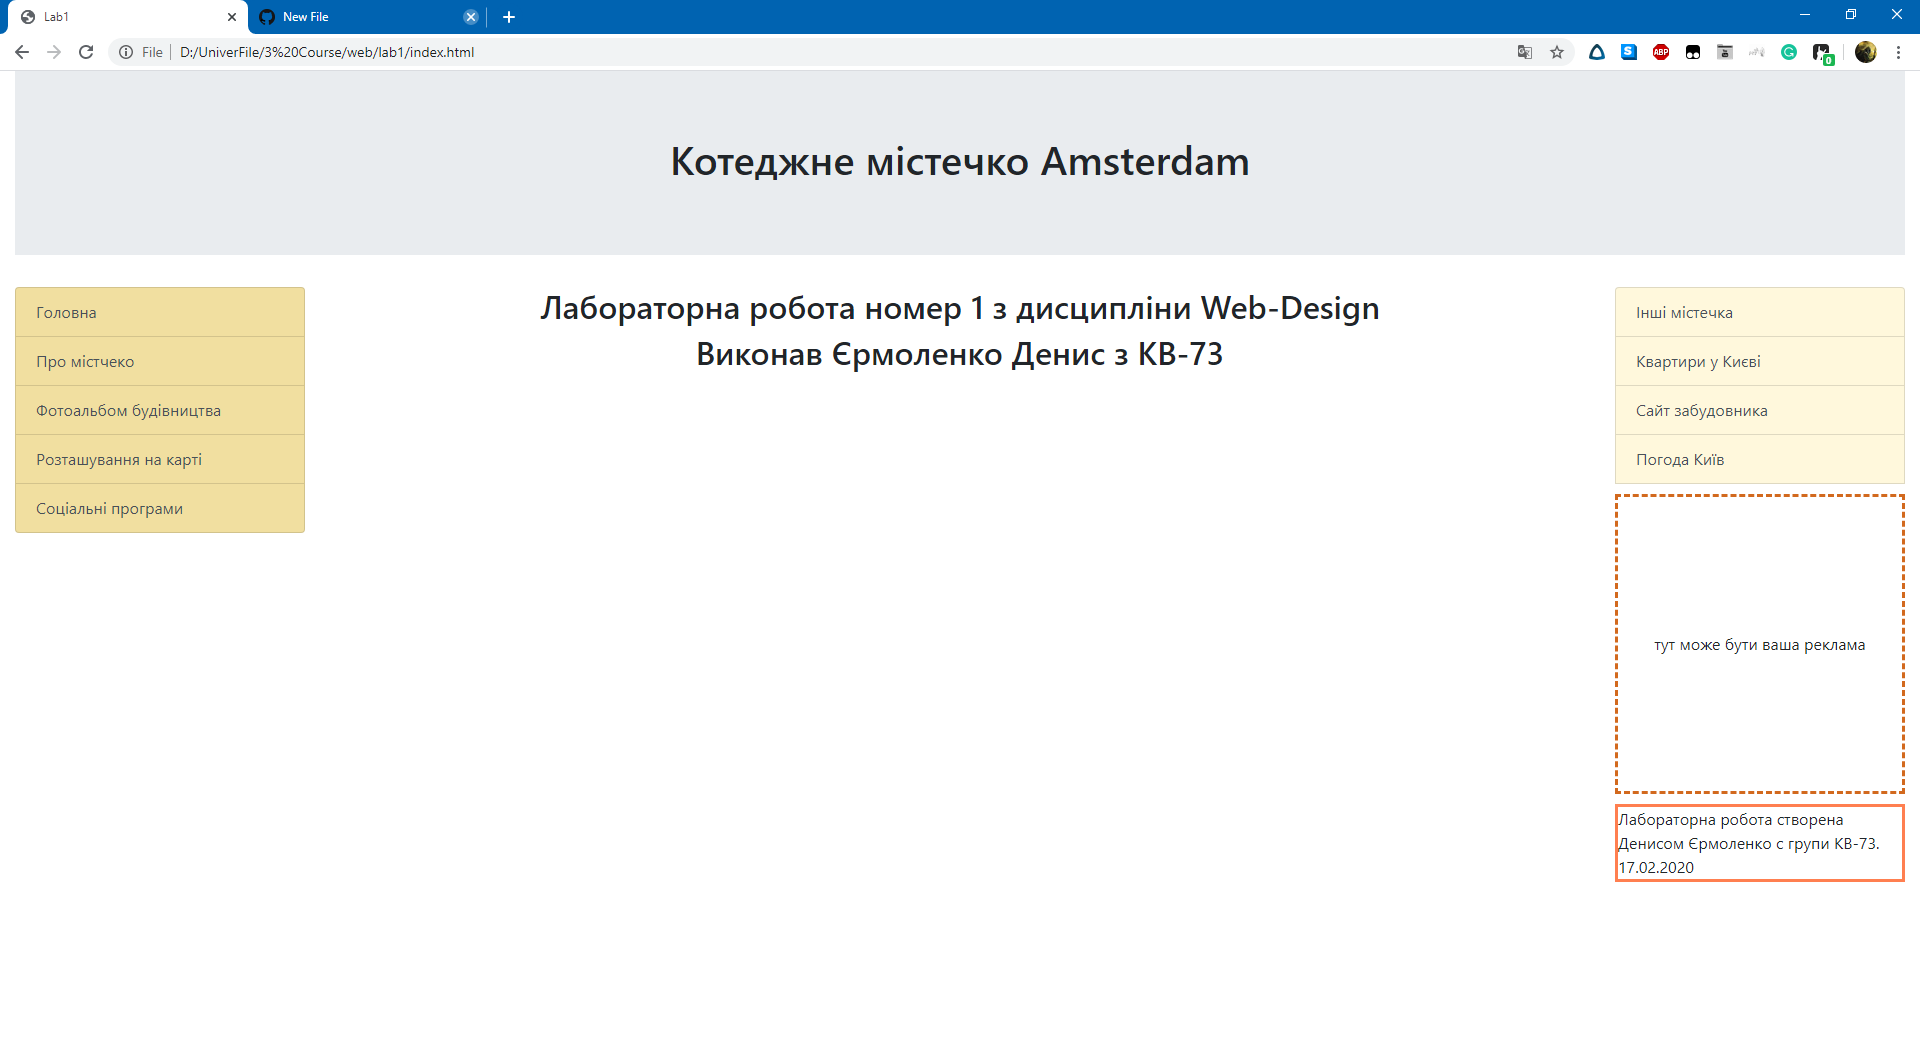 Lab1
New File
File
D:/UniverFile/3%20Course/web/lab1/index.html
S
ABP
G
0
Котеджне містечко Amsterdam
Головна
Про містчеко
Фотоальбом будівництва
Розташування на карті
Соціальні програми
Лабораторна робота номер 1 з дисципліни Web-Design
Виконав Єрмоленко Денис з КВ-73
Інші містечка
Квартири у Києві
Сайт забудовника
Погода Київ
тут може бути ваша реклама
Лабораторна робота створена
Денисом Єрмоленко с групи КВ-73.
17.02.2020